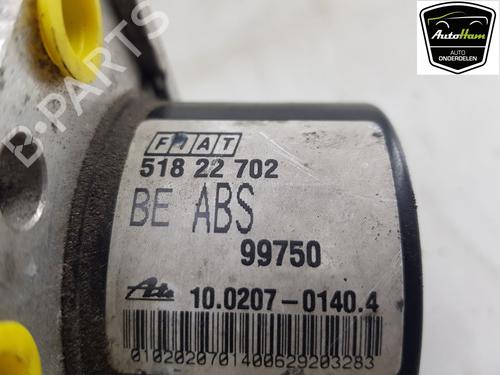 AutoHam
AUTO
ONDERDELEN
B-PARTS
FIAT
518 22 702
BE ABS
99750
Ate 10.0207-0140.4
0102020701400629203283